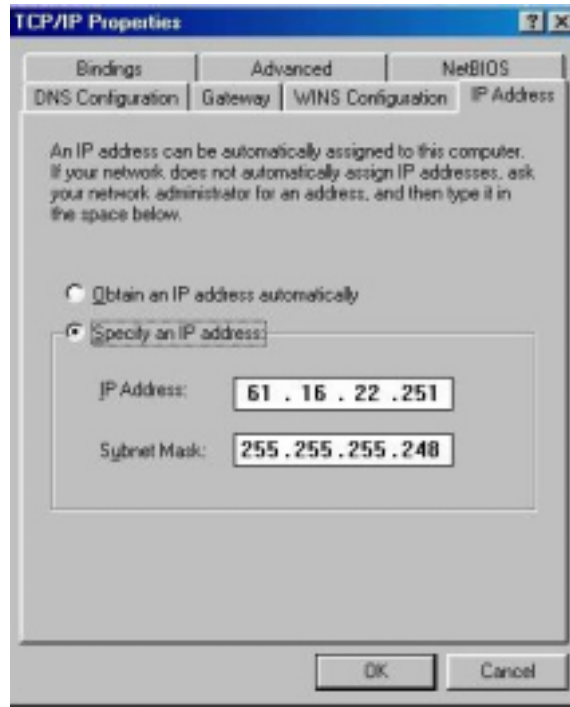 TCP/IP Properties
Bindings Advanced NetBIOS
DNS Configuration Gateway WINS Configuration IP Address
An IP address can be automatically assigned to this computer.
If your network does not automatically assign IP addresses, ask
your network administrator for an address, and then type it in
the space below.
Obtain an IP address automatically
Specify an IP address:
IP Address: 61 . 16 . 22 .251
Subnet Mask: 255 .255 .255 .248
OK Cancel